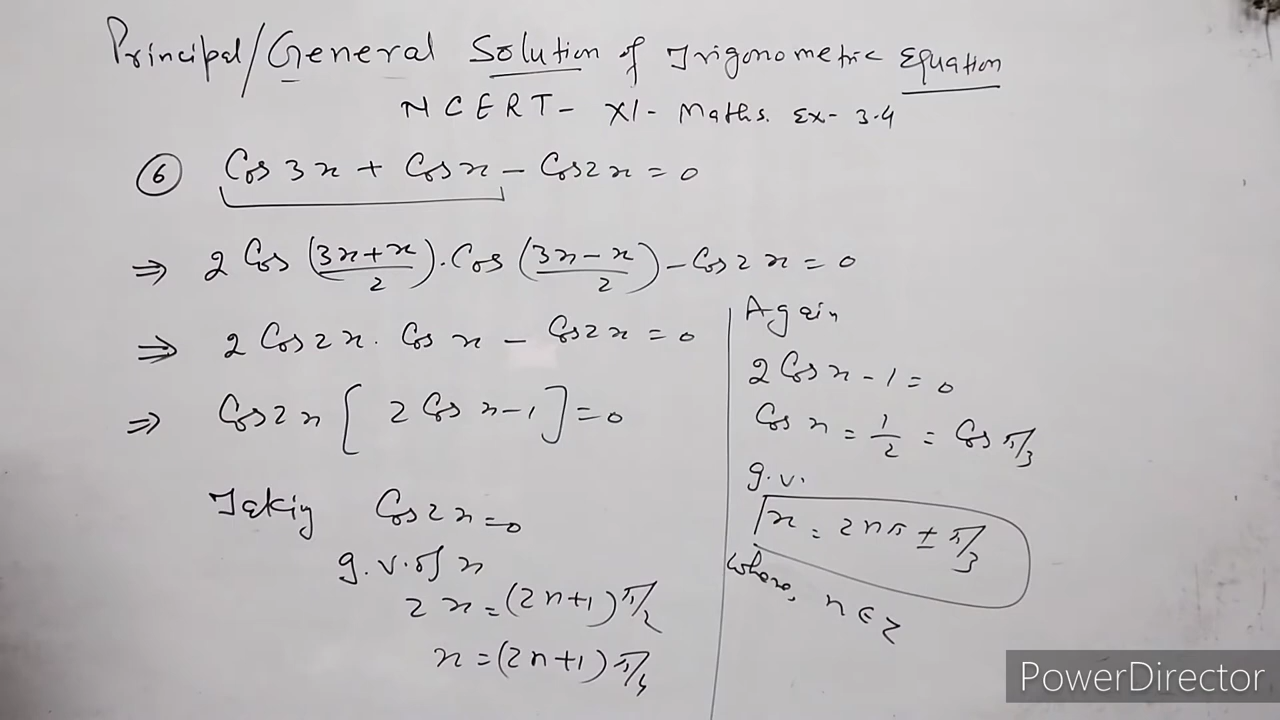 Principal/General Solution of Trigonometric Equation
NCERT- XI- Maths. Ex- 3.4
⑥ Cos 3x + Cos x - Cos 2x = 0
⇒ 2 Cos (3x+x/2) . Cos (3x-x/2) - Cos 2x = 0
⇒ 2 Cos 2x . Cos x - Cos 2x = 0
⇒ Cos 2x [ 2 Cos x - 1 ] = 0
Taking Cos 2x = 0
g.v. of x
2x = (2n+1) π/2
x = (2n+1) π/4
Again
2 Cos x - 1 = 0
Cos x = 1/2 = Cos π/3
g.v.
x = 2nπ ± π/3
where, n ∈ Z
PowerDirector